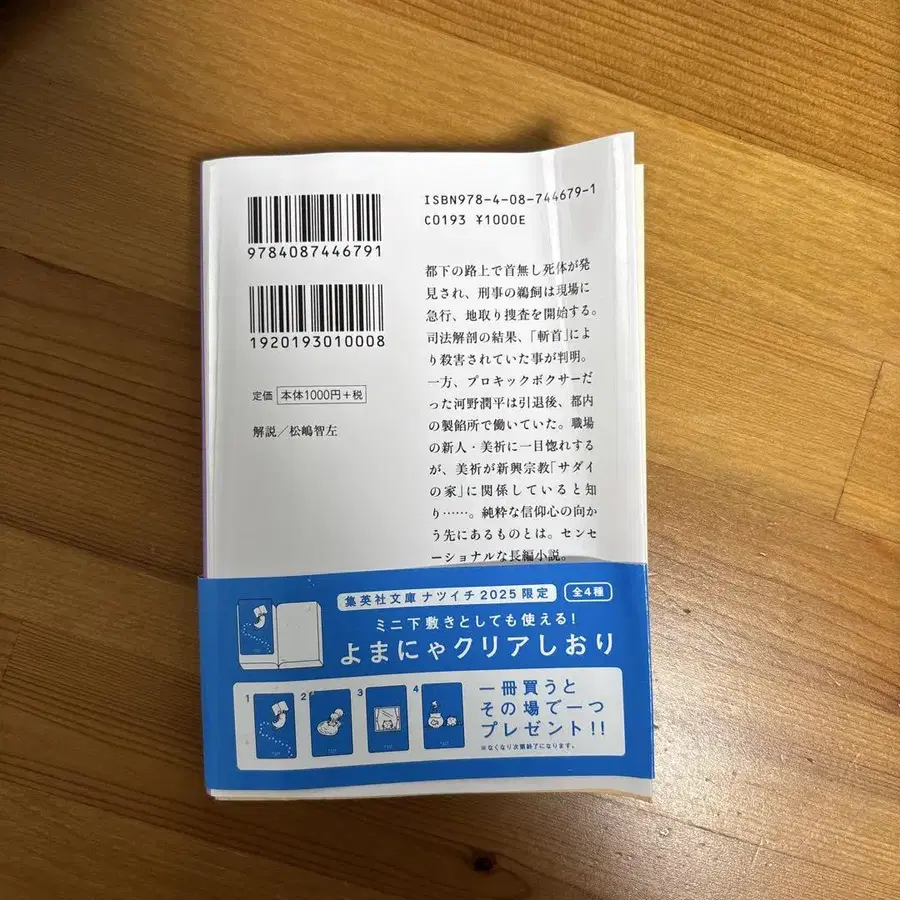 9784087446791
1920193010008
定価 本体1000円+税
解説／松嶋智左
ISBN978-4-08-744679-1
C0193 ¥1000E
都下の路上で首無し死体が発
見され、刑事の鵜飼は現場に
急行、地取り捜査を開始する。
司法解剖の結果、「斬首」によ
り殺害されていた事が判明。
一方、プロキックボクサーだ
った河野潤平は引退後、都内
の製餡所で働いていた。職場
の新人・美祈に一目惚れする
が、美祈が新興宗教「サダイ
の家」に関係していると知
り……。純粋な信仰心の向か
う先にあるものとは。センセ
ーショナルな長編小説。
集英社文庫ナツイチ2025限定 全4種
ミニ下敷きとしても使える!
よまにゃクリアしおり
1 2 3 4
一冊買うと
その場で一つ
プレゼント!!
※なくなり次第終了になります。